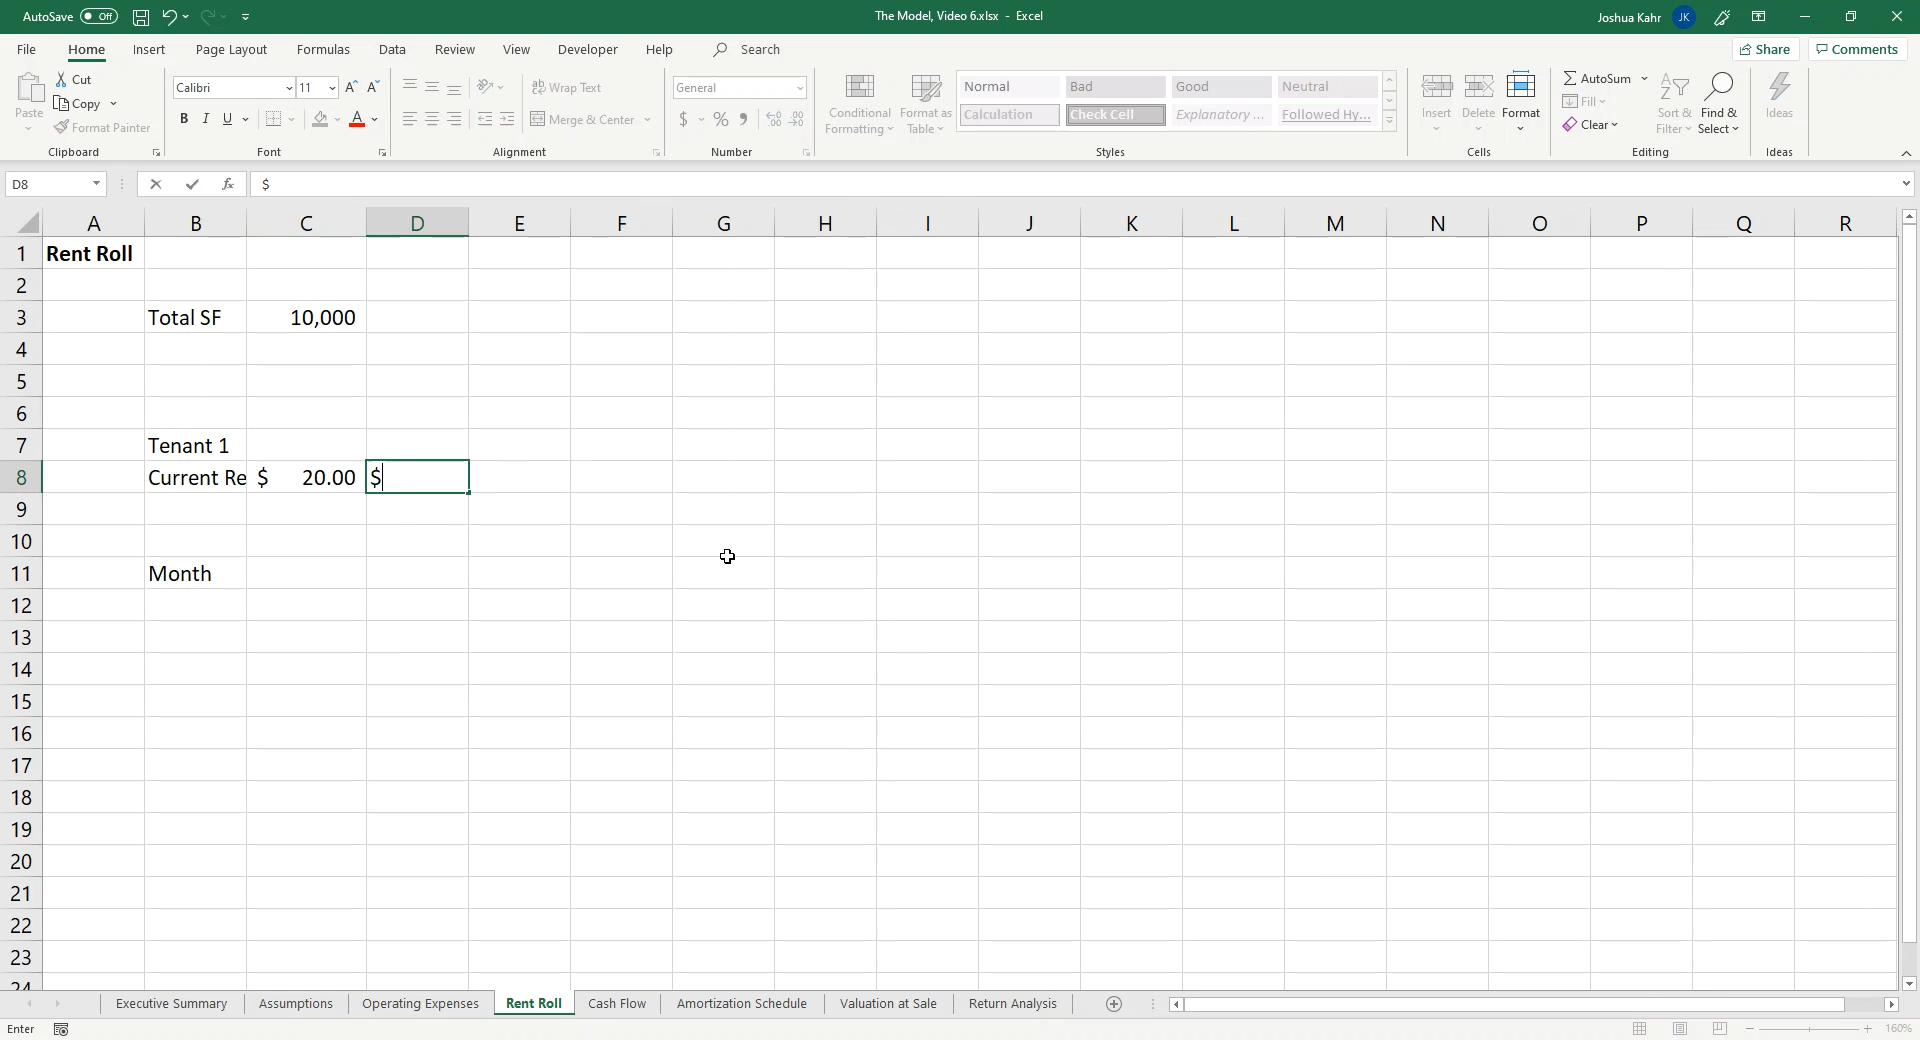 AutoSave Off
The Model, Video 6.xlsx - Excel
Joshua Kahr JK
File Home Insert Page Layout Formulas Data Review View Developer Help Search
Share Comments
Paste
Cut
Copy
Format Painter
Clipboard
Calibri 11
B I U A
Font
Wrap Text
Merge & Center
Alignment
General
$ % ,
Number
Conditional Formatting
Format as Table
Normal Bad Good Neutral
Calculation Check Cell Explanatory ... Followed Hy...
Styles
Insert Delete Format
Cells
AutoSum
Fill
Clear
Sort & Filter
Find & Select
Editing
Ideas
Ideas
D8 fx $
A B C D E F G H I J K L M N O P Q R
1 Rent Roll
2
3 Total SF 10,000
4
5
6
7 Tenant 1
8 Current Re $ 20.00 $
9
10
11 Month
12
13
14
15
16
17
18
19
20
21
22
23
24
Executive Summary Assumptions Operating Expenses Rent Roll Cash Flow Amortization Schedule Valuation at Sale Return Analysis
Enter 160%